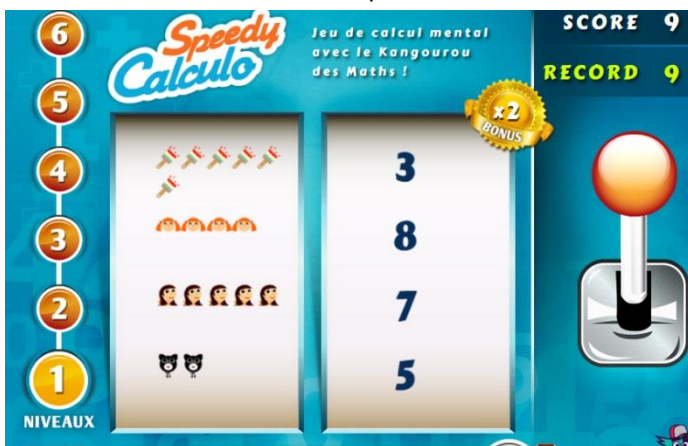 6
5
4
3
2
1
NIVEAUX
Speedy
Calculo
Jeu de calcul mental
avec le Kangourou
des Maths !
x2
BONUS
3
8
7
5
SCORE 9
RECORD 9